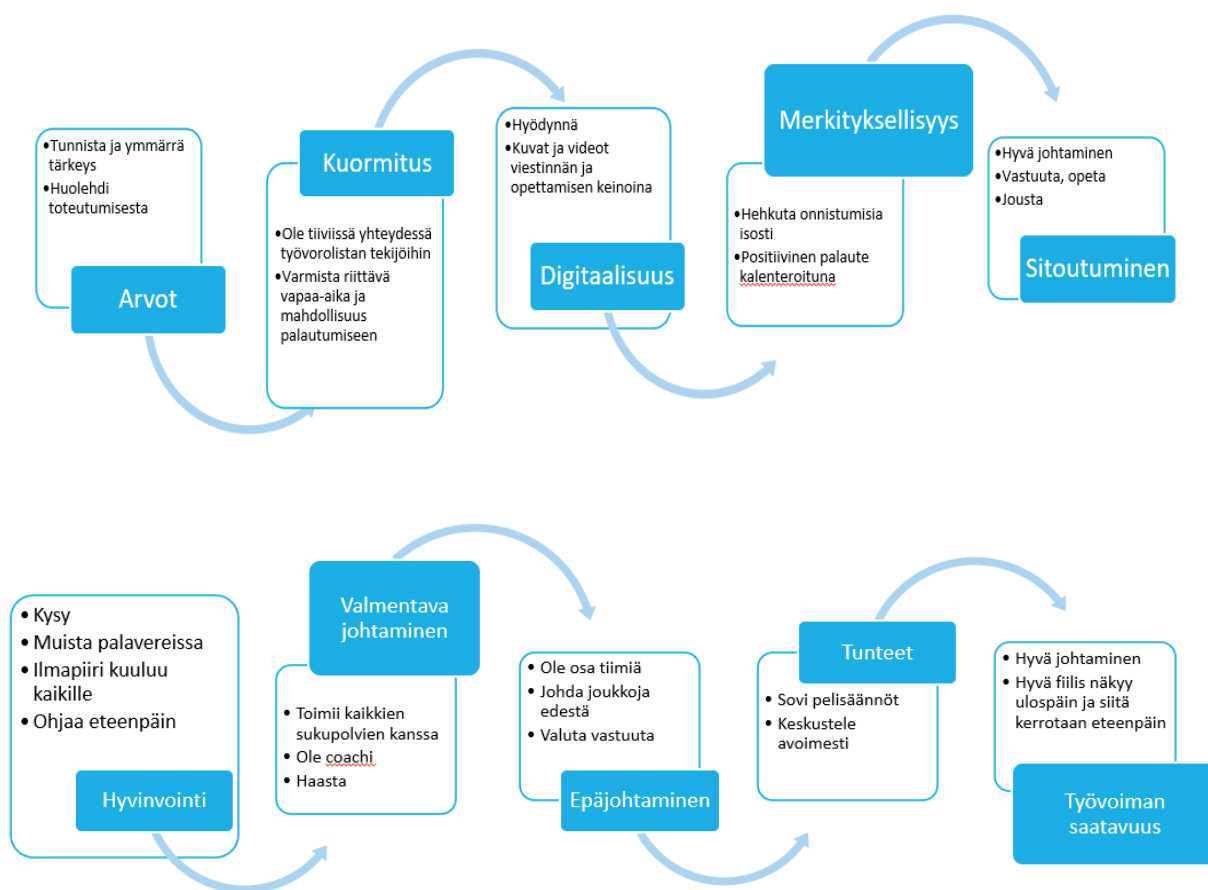 •Tunnista ja ymmärrä
tärkeys
•Huolehdi
toteutumisesta
Arvot
Kuormitus
•Ole tiiviissä yhteydessä
työvorolistan tekijöihin
•Varmista riittävä
vapaa-aika ja
mahdollisuus
palautumiseen
•Hyödynnä
•Kuvat ja videot
viestinnän ja
opettamisen keinoina
Digitaalisuus
Merkityksellisyys
•Hehkuta onnistumisia
isosti
•Positiivinen palaute
kalenteroituna
•Hyvä johtaminen
•Vastuuta, opeta
•Jousta
Sitoutuminen
• Kysy
• Muista palavereissa
• Ilmapiiri kuuluu
kaikille
• Ohjaa eteenpäin
Hyvinvointi
Valmentava
johtaminen
• Toimii kaikkien
sukupolvien kanssa
• Ole coachi
• Haasta
• Ole osa tiimiä
• Johda joukkoja
edestä
• Valuta vastuuta
Epäjohtaminen
Tunteet
• Sovi pelisäännöt
• Keskustele
avoimesti
• Hyvä johtaminen
• Hyvä fiilis näkyy
ulospäin ja siitä
kerrotaan eteenpäin
Työvoiman
saatavuus